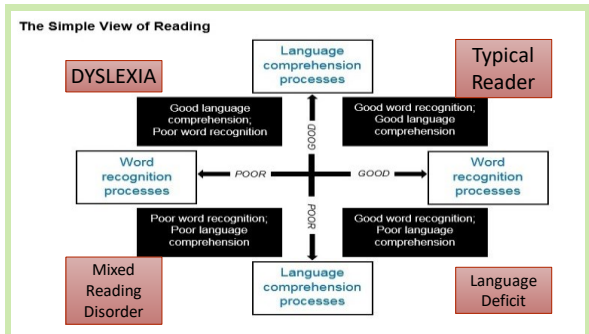 The Simple View of Reading
DYSLEXIA
Language
comprehension
processes
Typical
Reader
Good language
comprehension;
Poor word recognition
GOOD
Good word recognition;
Good language
comprehension
Word
recognition
processes
POOR
GOOD
Word
recognition
processes
Poor word recognition;
Poor language
comprehension
POOR
Good word recognition;
Poor language
comprehension
Mixed
Reading
Disorder
Language
comprehension
processes
Language
Deficit